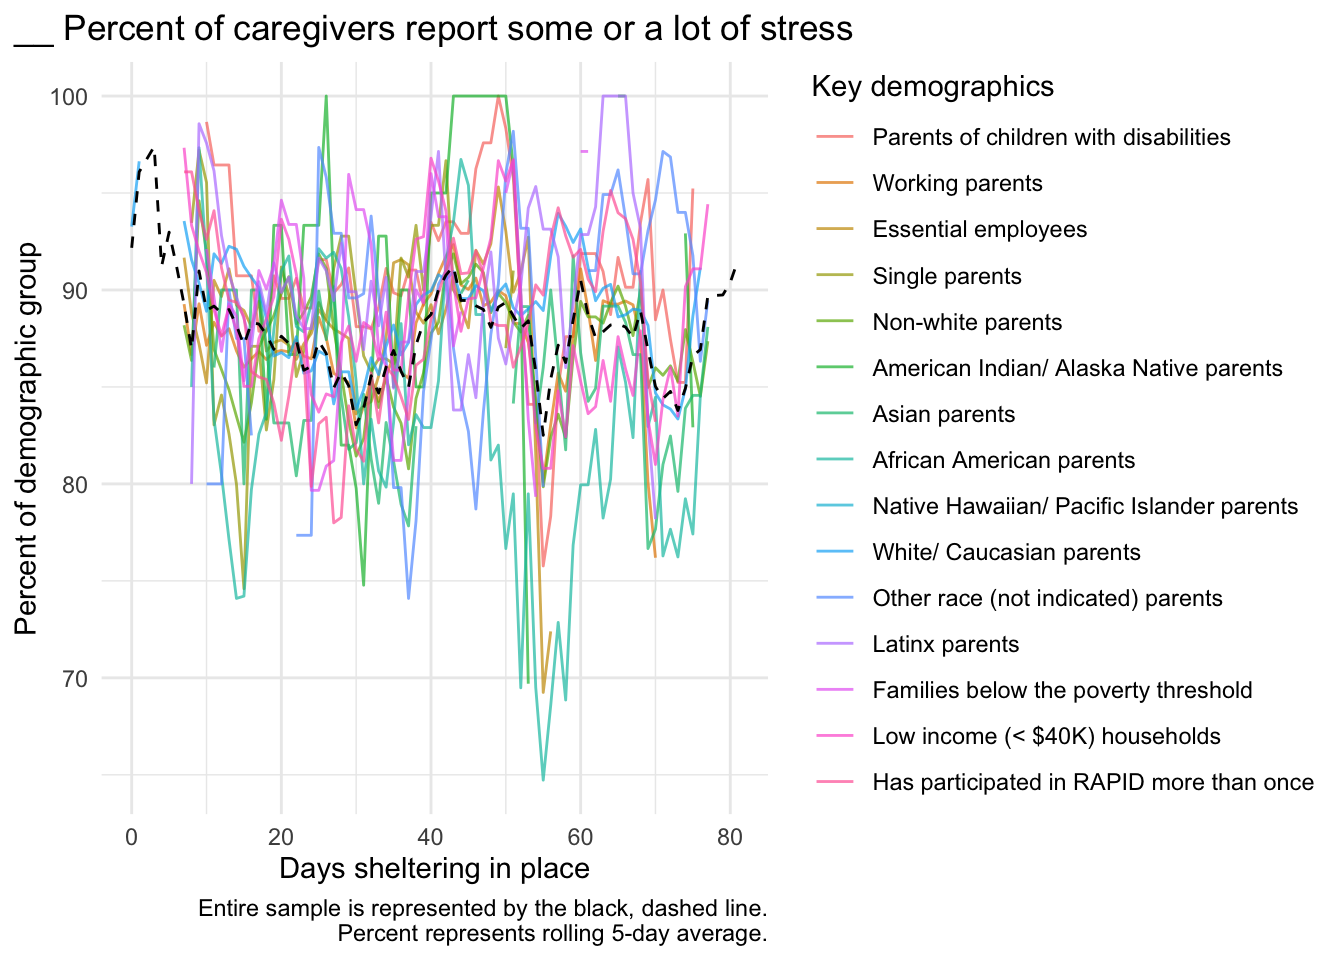 __ Percent of caregivers report some or a lot of stress
Percent of demographic group
100
90
80
70
0
20
40
60
80
Days sheltering in place
Entire sample is represented by the black, dashed line.
Percent represents rolling 5-day average.
Key demographics
Parents of children with disabilities
Working parents
Essential employees
Single parents
Non-white parents
American Indian/ Alaska Native parents
Asian parents
African American parents
Native Hawaiian/ Pacific Islander parents
White/ Caucasian parents
Other race (not indicated) parents
Latinx parents
Families below the poverty threshold
Low income (< $40K) households
Has participated in RAPID more than once